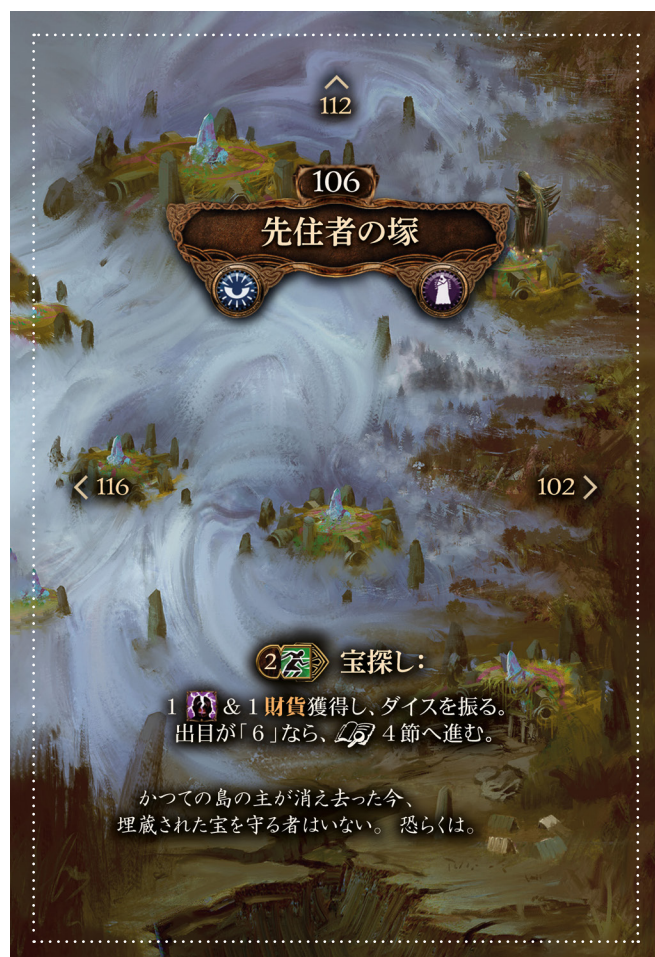 112
106
先住者の塚
116
102
2 宝探し：
1 & 1 財貨獲得し、ダイスを振る。
出目が「6」なら、 4節へ進む。
かつての島の主が消え去った今、
埋蔵された宝を守る者はいない。 恐らくは。